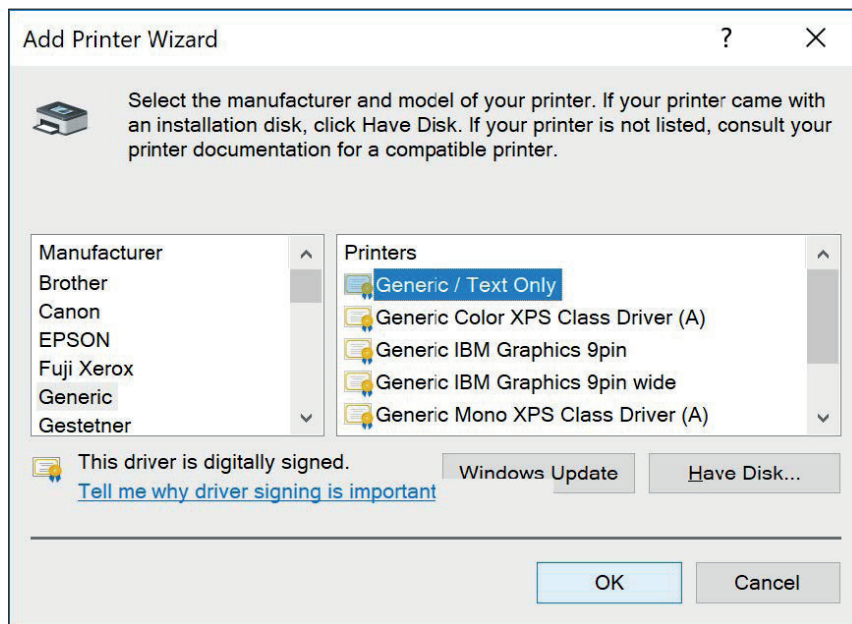 Add Printer Wizard
Select the manufacturer and model of your printer. If your printer came with
an installation disk, click Have Disk. If your printer is not listed, consult your
printer documentation for a compatible printer.
Manufacturer
Brother
Canon
EPSON
Fuji Xerox
Generic
Gestetner
Printers
Generic / Text Only
Generic Color XPS Class Driver (A)
Generic IBM Graphics 9pin
Generic IBM Graphics 9pin wide
Generic Mono XPS Class Driver (A)
This driver is digitally signed.
Tell me why driver signing is important
Windows Update
Have Disk...
OK
Cancel